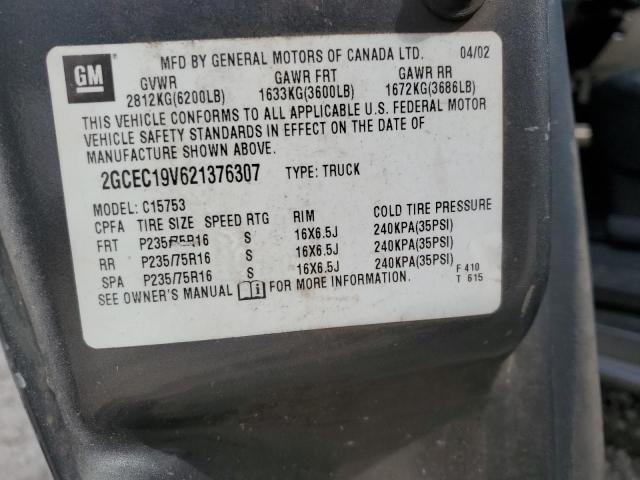 GM
MFD BY GENERAL MOTORS OF CANADA LTD. 04/02
GVWR GAWR FRT GAWR RR
2812KG(6200LB) 1633KG(3600LB) 1672KG(3686LB)
THIS VEHICLE CONFORMS TO ALL APPLICABLE U.S. FEDERAL MOTOR
VEHICLE SAFETY STANDARDS IN EFFECT ON THE DATE OF
MANUFACTURE SHOWN ABOVE.
2GCEC19V621376307 TYPE: TRUCK
MODEL: C15753
CPFA TIRE SIZE SPEED RTG RIM COLD TIRE PRESSURE
FRT P235/75R16 S 16X6.5J 240KPA(35PSI)
RR P235/75R16 S 16X6.5J 240KPA(35PSI)
SPA P235/75R16 S 16X6.5J 240KPA(35PSI)
SEE OWNER'S MANUAL FOR MORE INFORMATION.
F 410
T 615